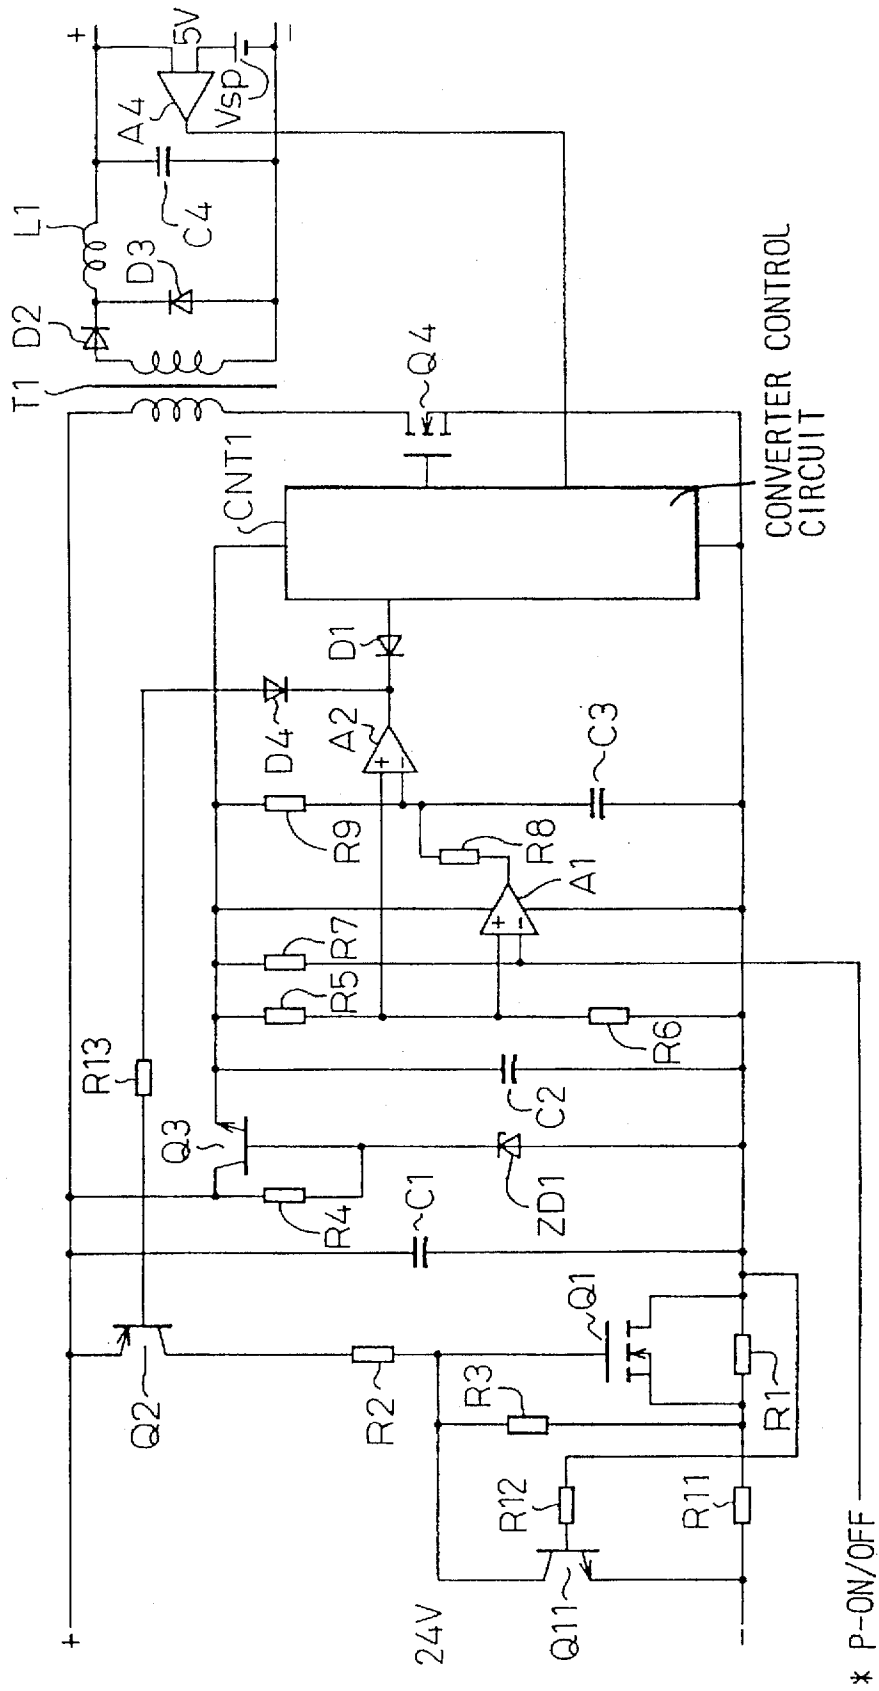 +
24V
-
* P-ON/OFF
Q2
R2
R3
Q1
R12
R11
R1
Q11
R13
Q3
R4
C1
ZD1
C2
R5
R7
R6
R9
D4
A2
D1
R8
A1
C3
+
-
+
-
CNT1
Q4
CONVERTER CONTROL
CIRCUIT
T1
D2
L1
D3
C4
A4
5V
Vsp
+
-